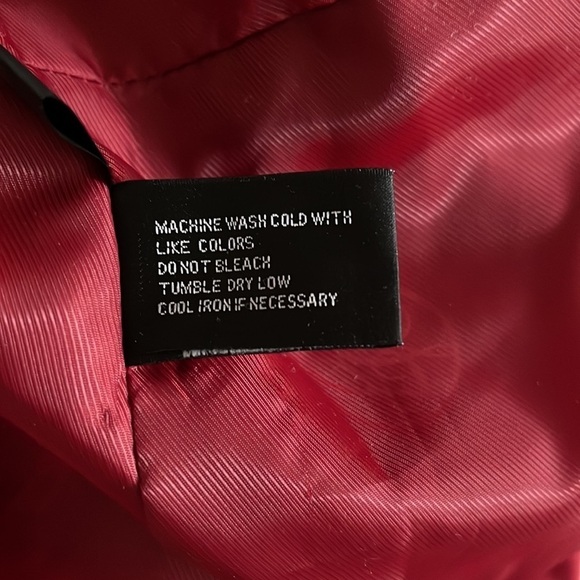 MACHINE WASH COLD WITH
LIKE COLORS
DO NOT BLEACH
TUMBLE DRY LOW
COOL IRON IF NECESSARY